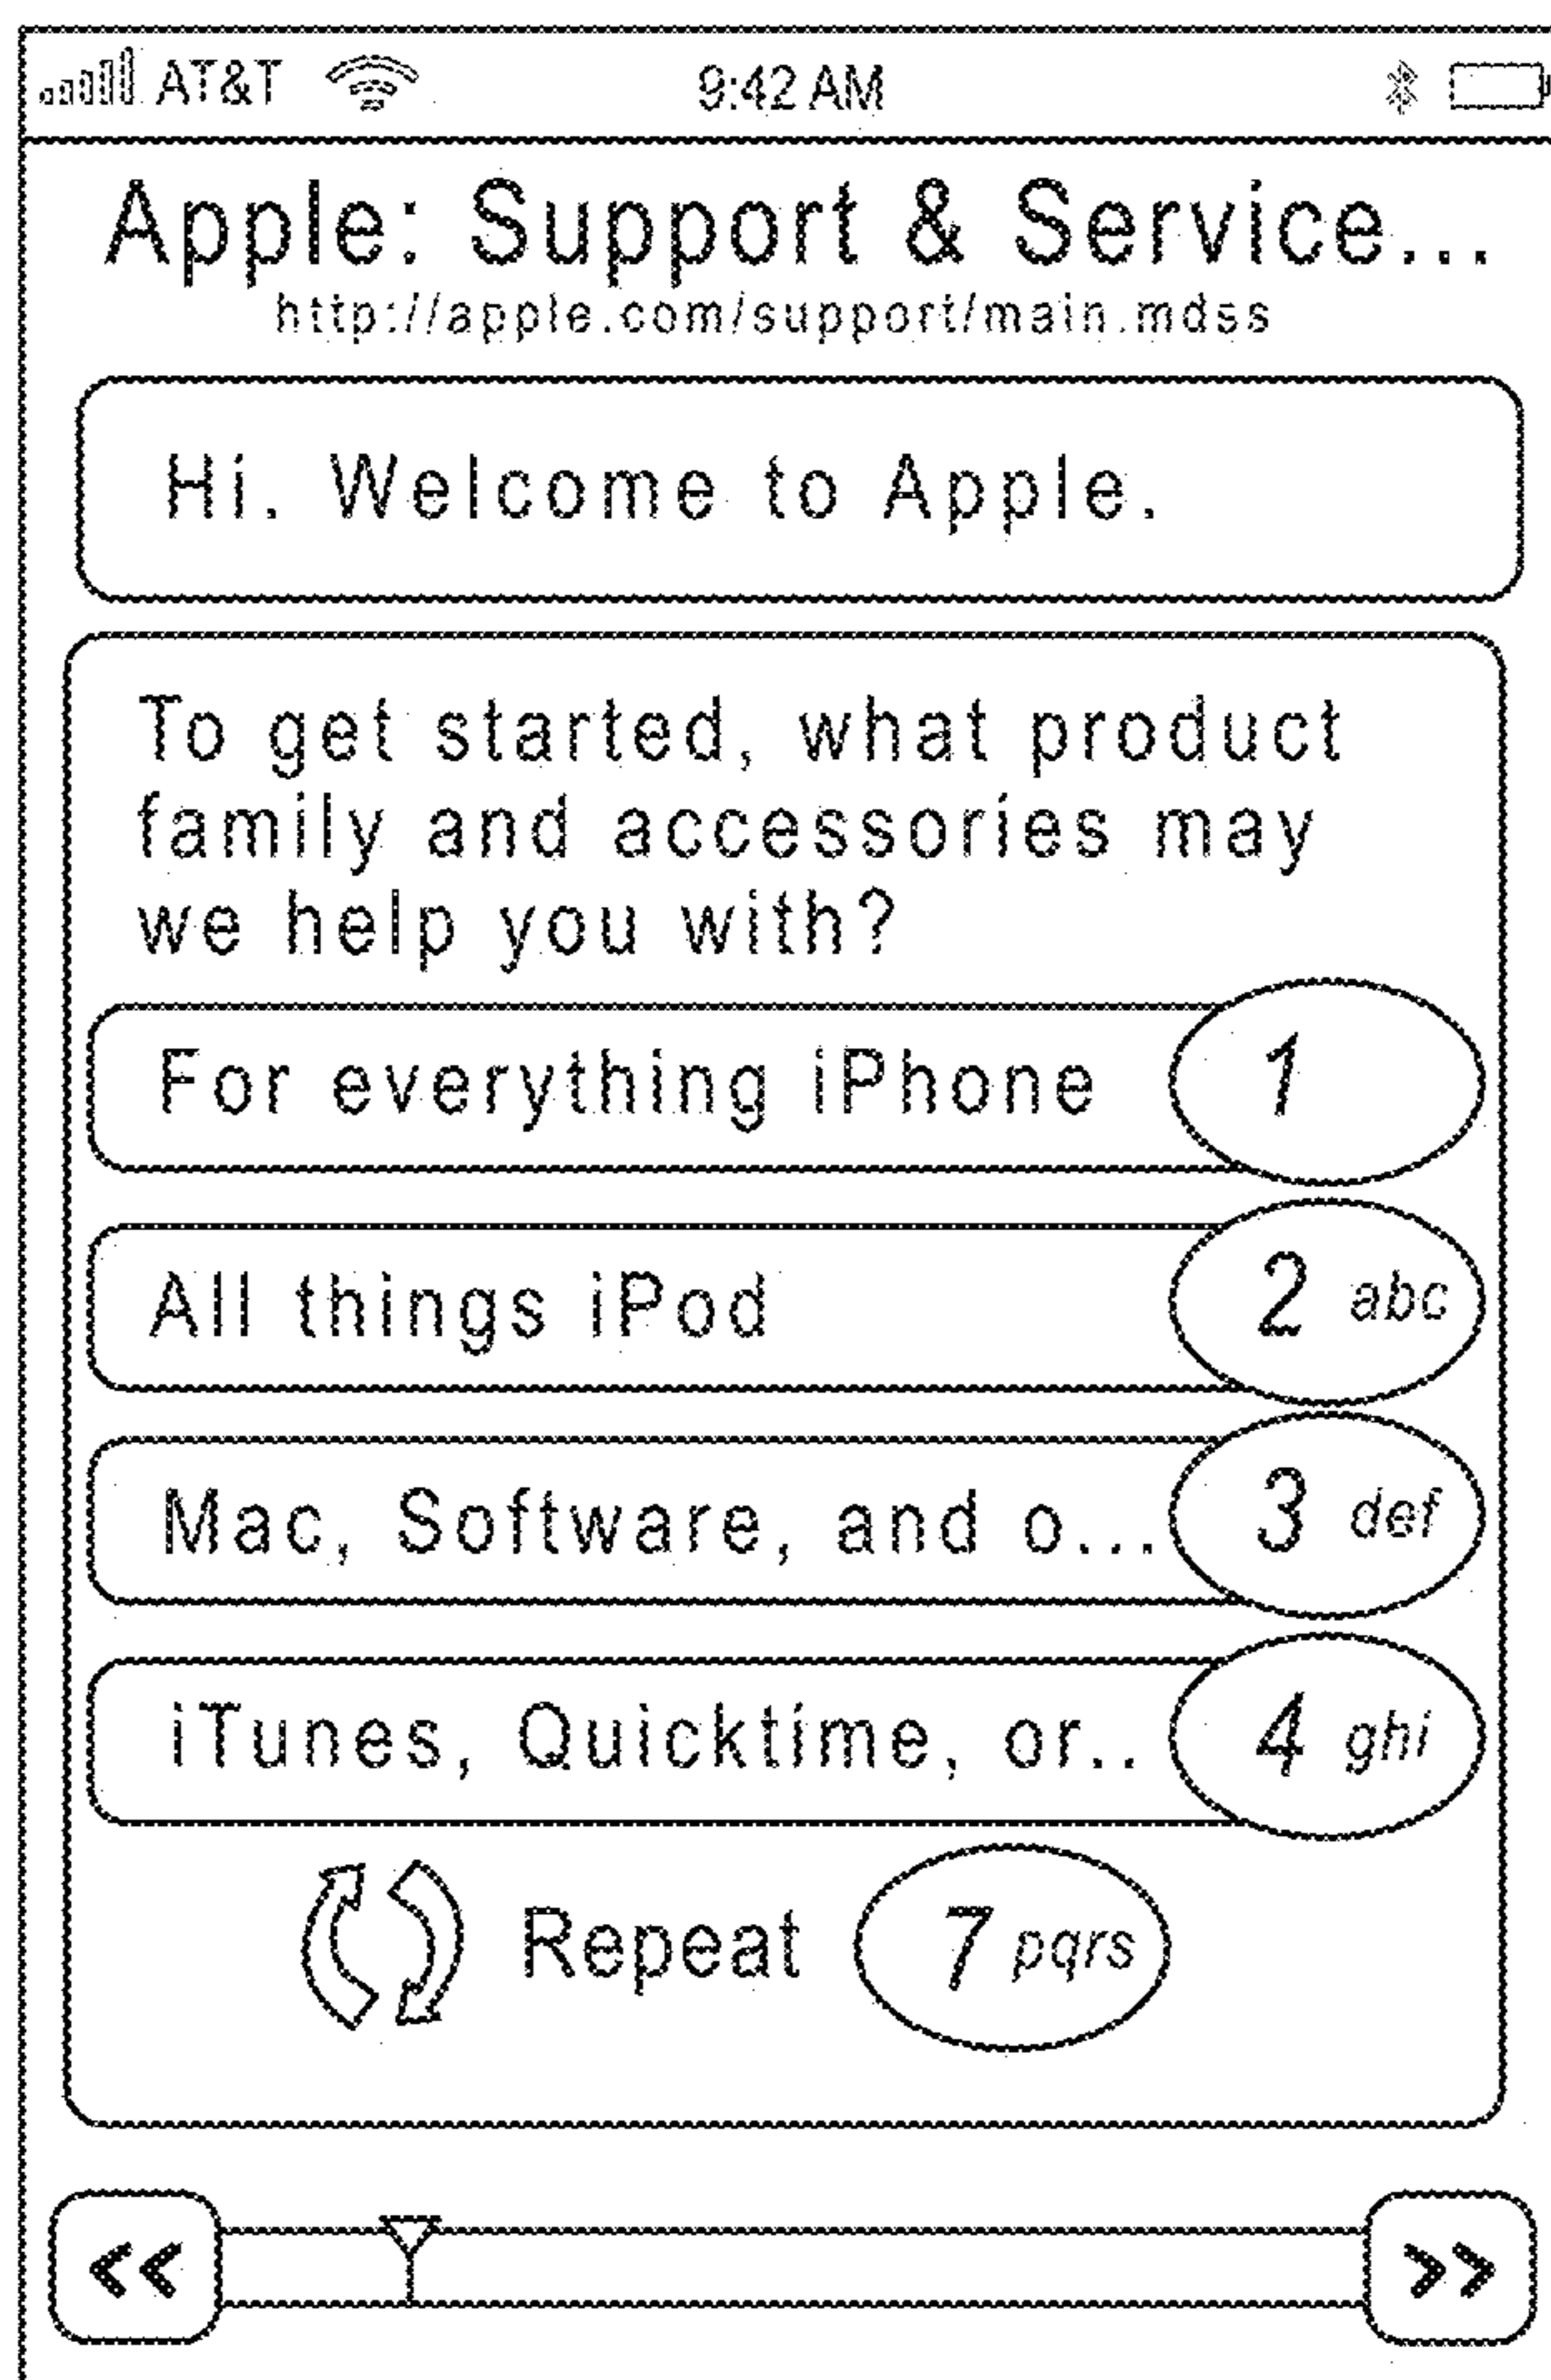 AT&T 9:42 AM
Apple: Support & Service...
http://apple.com/support/main.mdss
Hi. Welcome to Apple.
To get started, what product
family and accessories may
we help you with?
For everything iPhone 1
All things iPod 2 abc
Mac, Software, and o... 3 def
iTunes, Quicktime, or.. 4 ghi
Repeat 7 pqrs
<< >>